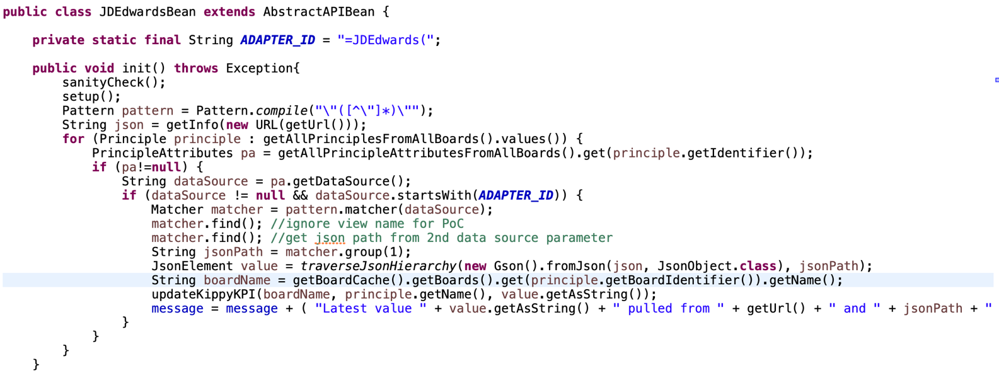 public class JDEdwardsBean extends AbstractAPIBean {
private static final String ADAPTER_ID = "=JDEdwards(";
public void init() throws Exception{
sanityCheck();
setup();
Pattern pattern = Pattern.compile("\"([^\"]*)\"");
String json = getInfo(new URL(getUrl()));
for (Principle principle : getAllPrinciplesFromAllBoards().values()) {
PrincipleAttributes pa = getAllPrincipleAttributesFromAllBoards().get(principle.getIdentifier());
if (pa!=null) {
String dataSource = pa.getDataSource();
if (dataSource != null && dataSource.startsWith(ADAPTER_ID)) {
Matcher matcher = pattern.matcher(dataSource);
matcher.find(); //ignore view name for PoC
matcher.find(); //get json path from 2nd data source parameter
String jsonPath = matcher.group(1);
JsonElement value = traverseJsonHierarchy(new Gson().fromJson(json, JsonObject.class), jsonPath);
String boardName = getBoardCache().getBoards().get(principle.getBoardIdentifier()).getName();
updateKippyKPI(boardName, principle.getName(), value.getAsString());
message = message + ( "Latest value " + value.getAsString() + " pulled from " + getUrl() + " and " + jsonPath + "
}
}
}
}